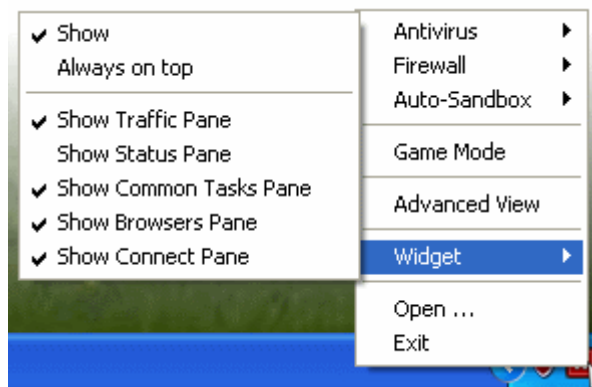 Show
Always on top
Show Traffic Pane
Show Status Pane
Show Common Tasks Pane
Show Browsers Pane
Show Connect Pane
Antivirus
Firewall
Auto-Sandbox
Game Mode
Advanced View
Widget
Open ...
Exit